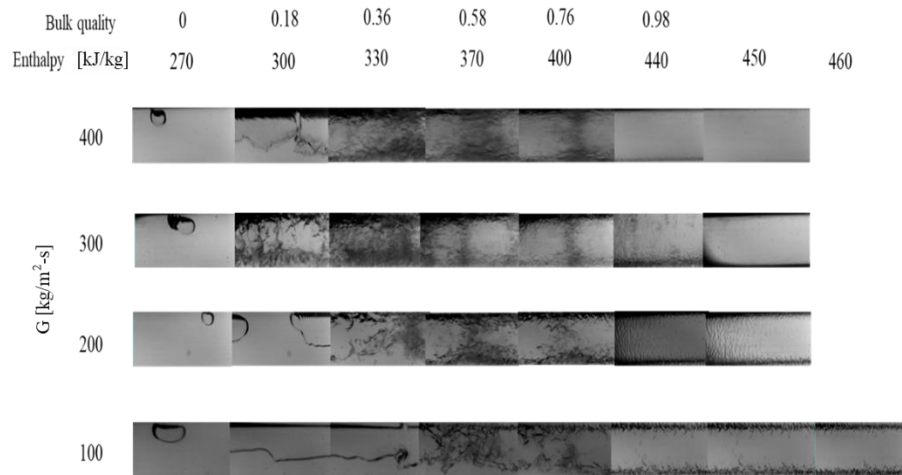 Bulk quality 0 0.18 0.36 0.58 0.76 0.98
Enthalpy [kJ/kg] 270 300 330 370 400 440 450 460
400
300
G [kg/m²-s]
200
100